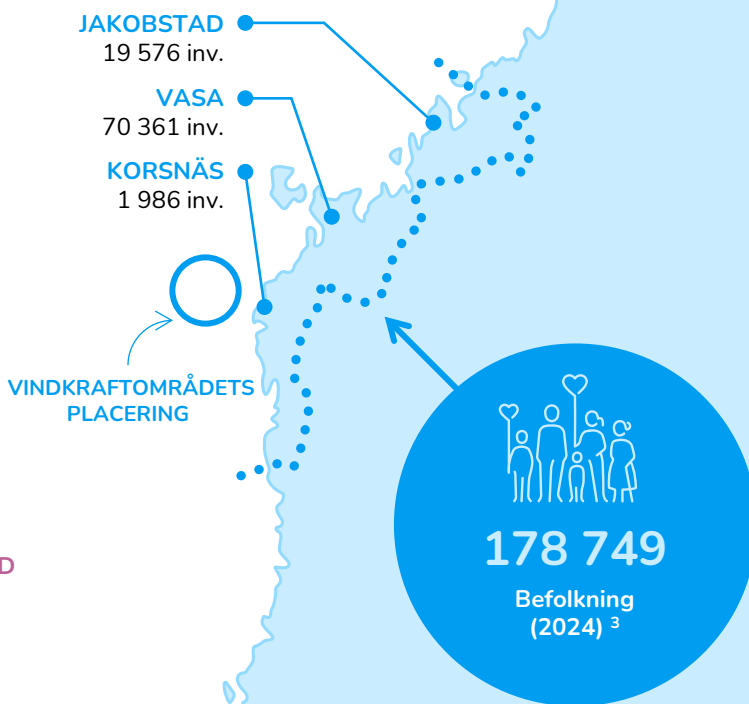 JAKOBSTAD
19 576 inv.
VASA
70 361 inv.
KORSNÄS
1 986 inv.
VINDKRAFTOMRÅDETS
PLACERING
D
178 749
Befolkning
(2024) ³